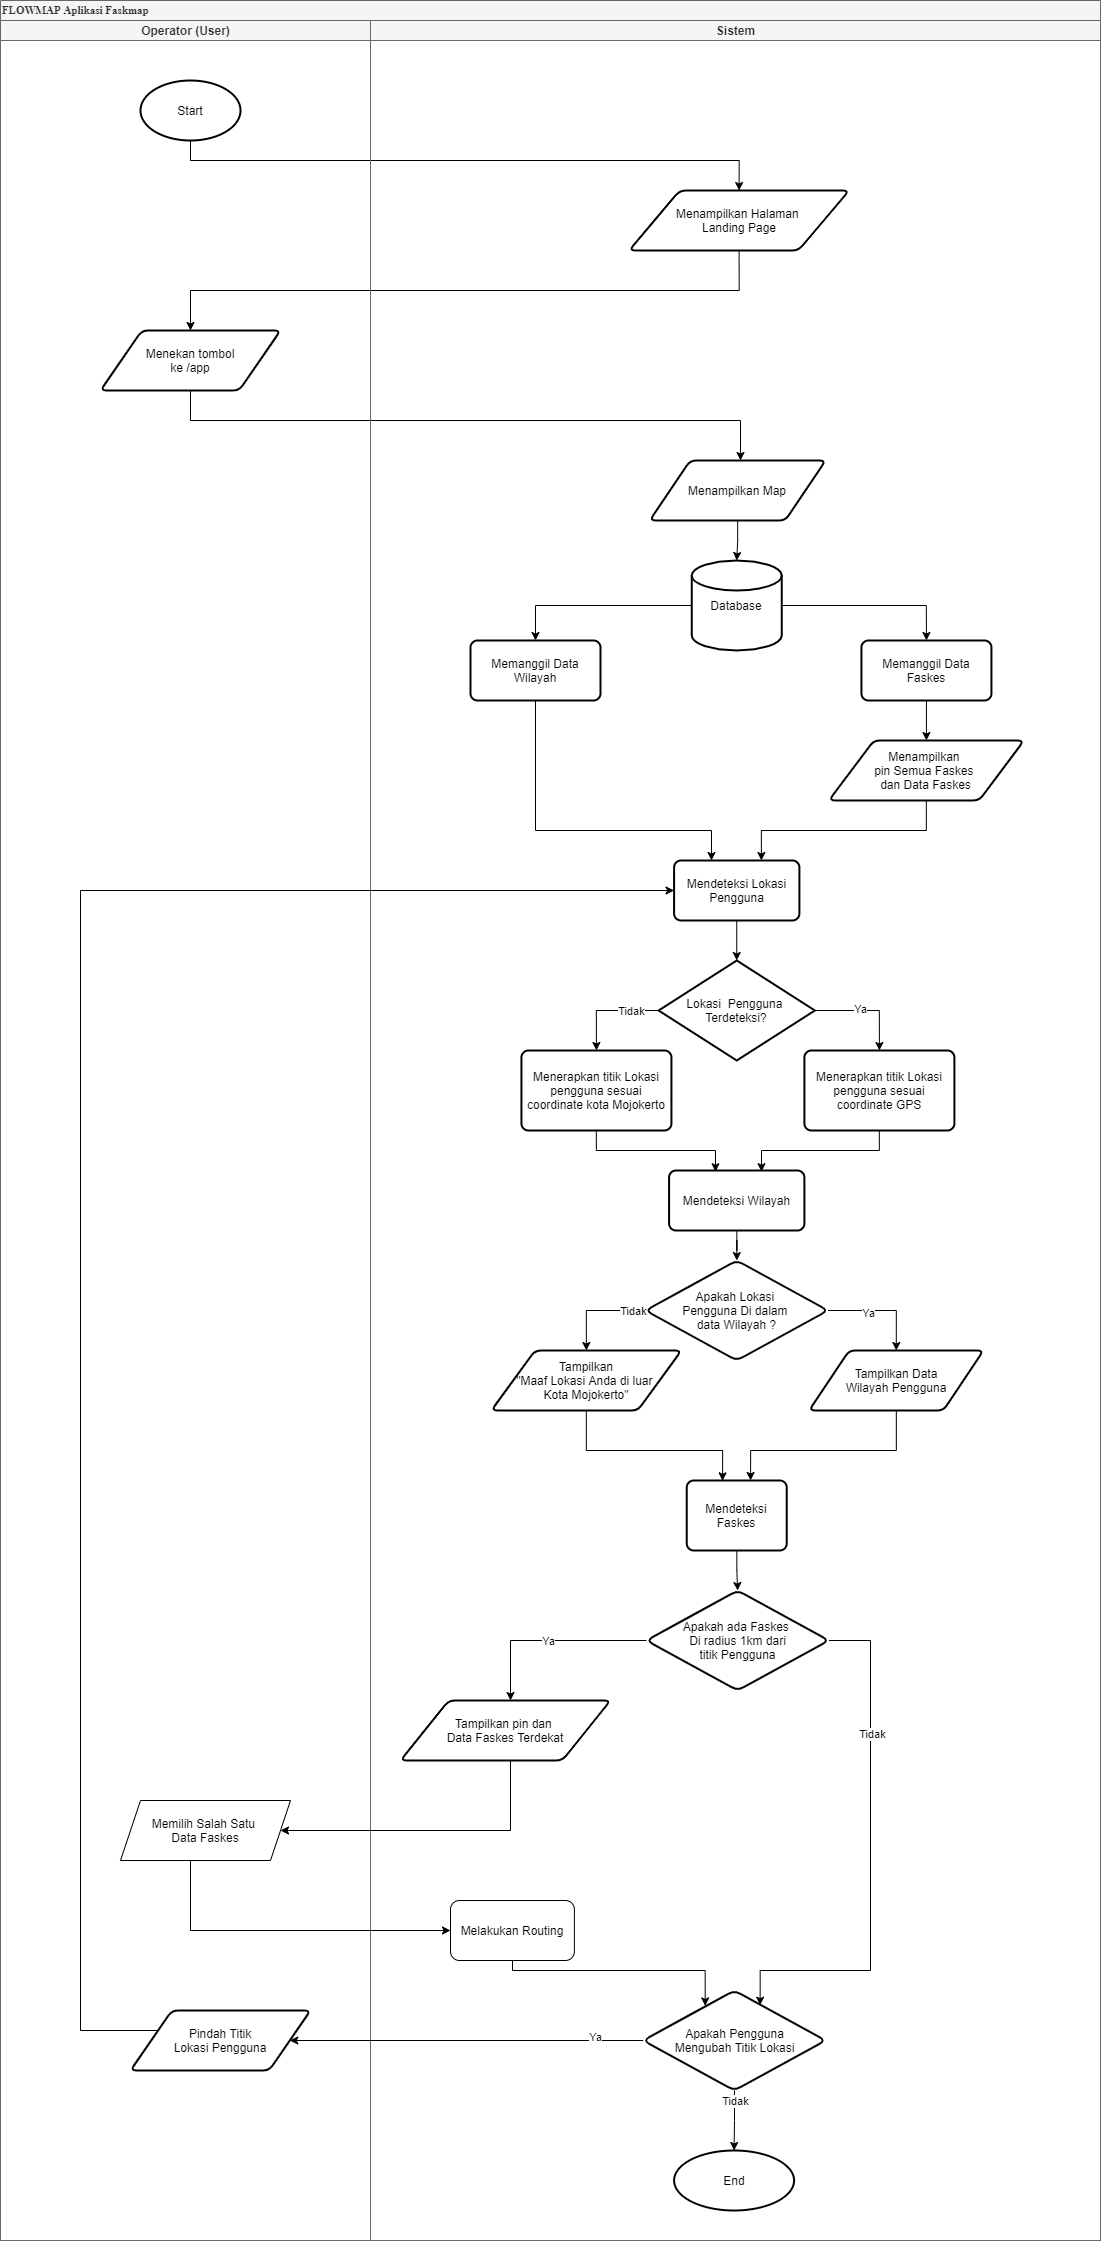 FLOWMAP Aplikasi Faskmap
Operator (User)
Sistem
Start
Menampilkan Halaman
Landing Page
Menekan tombol
ke /app
Menampilkan Map
Database
Memanggil Data
Wilayah
Memanggil Data
Faskes
Menampilkan
pin Semua Faskes
dan Data Faskes
Mendeteksi Lokasi
Pengguna
Lokasi Pengguna
Terdeteksi?
Tidak
Ya
Menerapkan titik Lokasi
pengguna sesuai
coordinate kota Mojokerto
Menerapkan titik Lokasi
pengguna sesuai
coordinate GPS
Mendeteksi Wilayah
Apakah Lokasi
Pengguna Di dalam
data Wilayah ?
Tidak
Ya
Tampilkan
"Maaf Lokasi Anda di luar
Kota Mojokerto"
Tampilkan Data
Wilayah Pengguna
Mendeteksi
Faskes
Apakah ada Faskes
Di radius 1km dari
titik Pengguna
Ya
Tampilkan pin dan
Data Faskes Terdekat
Tidak
Memilih Salah Satu
Data Faskes
Melakukan Routing
Pindah Titik
Lokasi Pengguna
Ya
Apakah Pengguna
Mengubah Titik Lokasi
Tidak
End